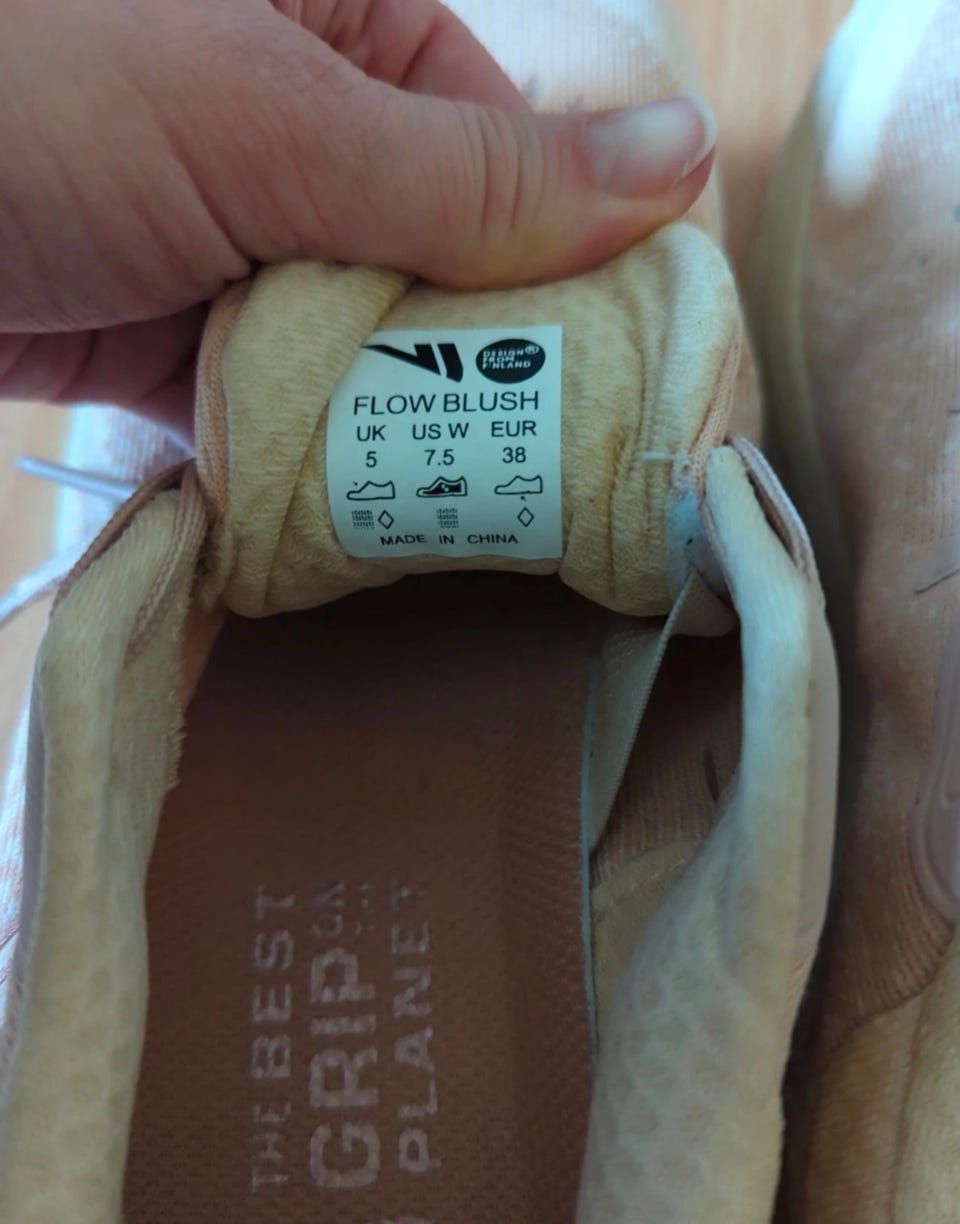 DESIGN
FROM
FINLAND
FLOW BLUSH
UK US W EUR
5 7.5 38
MADE IN CHINA
THE BEST
GRIP ON
PLANET